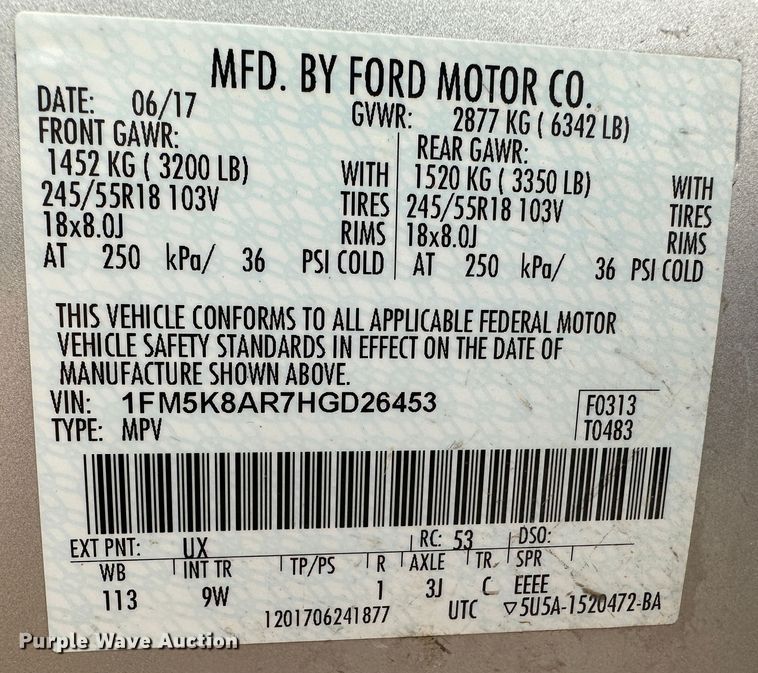 MFD. BY FORD MOTOR CO.
DATE: 06/17
GVWR: 2877 KG ( 6342 LB)
FRONT GAWR:
1452 KG ( 3200 LB) WITH
245/55R18 103V TIRES
18x8.0J RIMS
AT 250 kPa/ 36 PSI COLD
REAR GAWR:
1520 KG ( 3350 LB) WITH
245/55R18 103V TIRES
18x8.0J RIMS
AT 250 kPa/ 36 PSI COLD
THIS VEHICLE CONFORMS TO ALL APPLICABLE FEDERAL MOTOR
VEHICLE SAFETY STANDARDS IN EFFECT ON THE DATE OF
MANUFACTURE SHOWN ABOVE.
VIN: 1FM5K8AR7HGD26453 F0313
TYPE: MPV T0483
EXT PNT: UX RC: 53 DSO:
WB INT TR TP/PS R AXLE TR SPR
113 9W 1 3J C EEEE
1201706241877 UTC ▽5U5A-1520472-BA
Purple Wave Auction